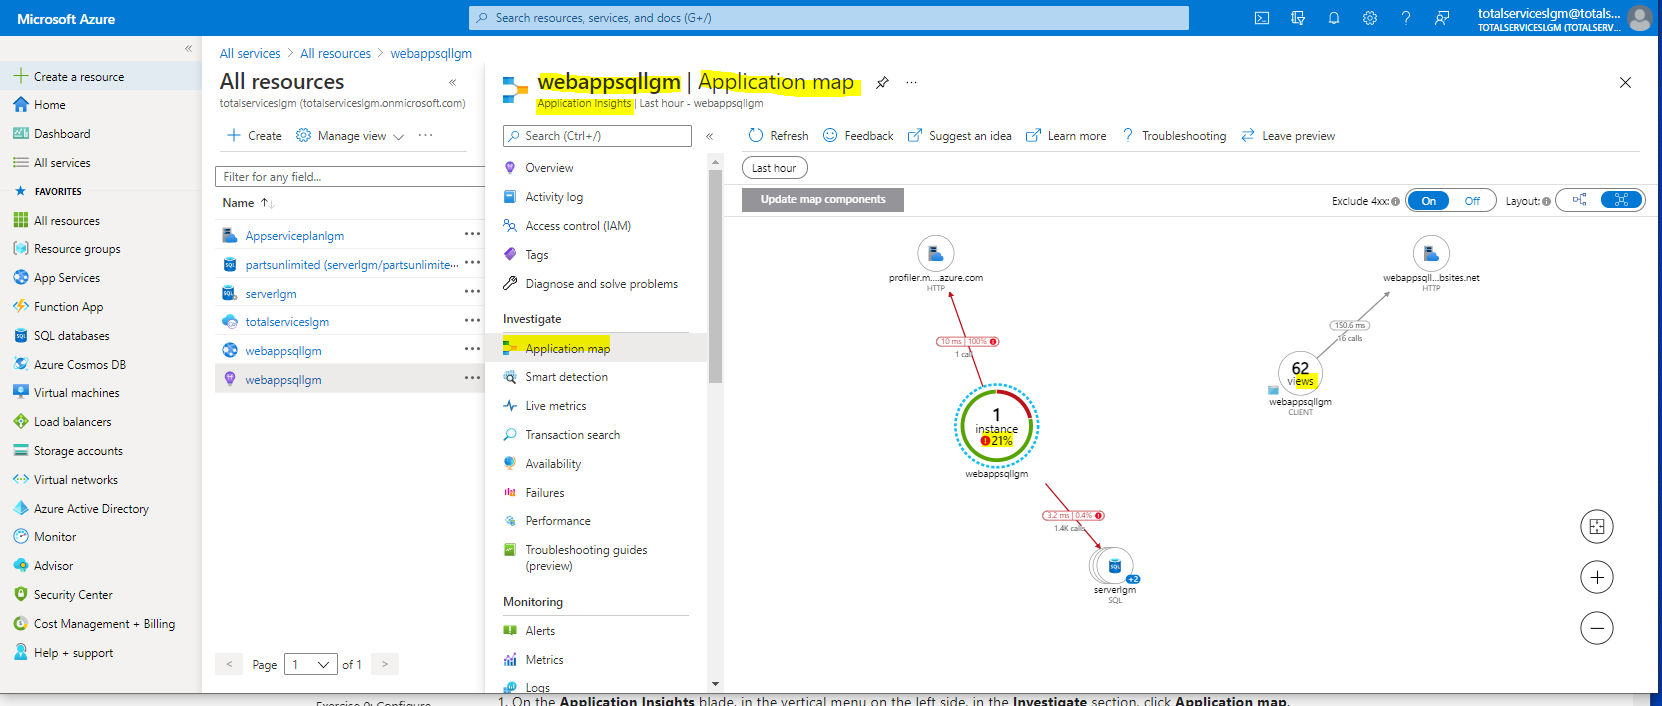 Microsoft Azure
Search resources, services, and docs (G+/)
totalserviceslgm@totals...
TOTALSERVICESLGM (TOTALSERV...
«
Create a resource
Home
Dashboard
All services
FAVORITES
All resources
Resource groups
App Services
Function App
SQL databases
Azure Cosmos DB
Virtual machines
Load balancers
Storage accounts
Virtual networks
Azure Active Directory
Monitor
Advisor
Security Center
Cost Management + Billing
Help + support
All services > All resources > webappsqllgm
All resources
«
totalserviceslgm (totalserviceslgm.onmicrosoft.com)
Create
Manage view
Filter for any field...
Name
Appserviceplanlgm
partsunlimited (serverlgm/partsunlimite...
serverlgm
totalserviceslgm
webappsqllgm
webappsqllgm
< Page 1 of 1 >
webappsqllgm | Application map
Application Insights | Last hour - webappsqllgm
Search (Ctrl+/)
«
Overview
Activity log
Access control (IAM)
Tags
Diagnose and solve problems
Investigate
Application map
Smart detection
Live metrics
Transaction search
Availability
Failures
Performance
Troubleshooting guides
(preview)
Monitoring
Alerts
Metrics
Logs
Refresh
Feedback
Suggest an idea
Learn more
Troubleshooting
Leave preview
Last hour
Update map components
Exclude 4xx: On Off
Layout:
profiler.m....azure.com
HTTP
10 ms 100%
1 call
1
instance
21%
webappsqllgm
3.2 ms 0.4%
1.4K calls
SQL
+2
serverlgm
SQL
webappsqll...bsites.net
HTTP
150.6 ms
16 calls
62
views
webappsqllgm
CLIENT
Exercise 0: Configure
1. On the Application Insights blade, in the vertical menu on the left side, in the Investigate section, click Application map.